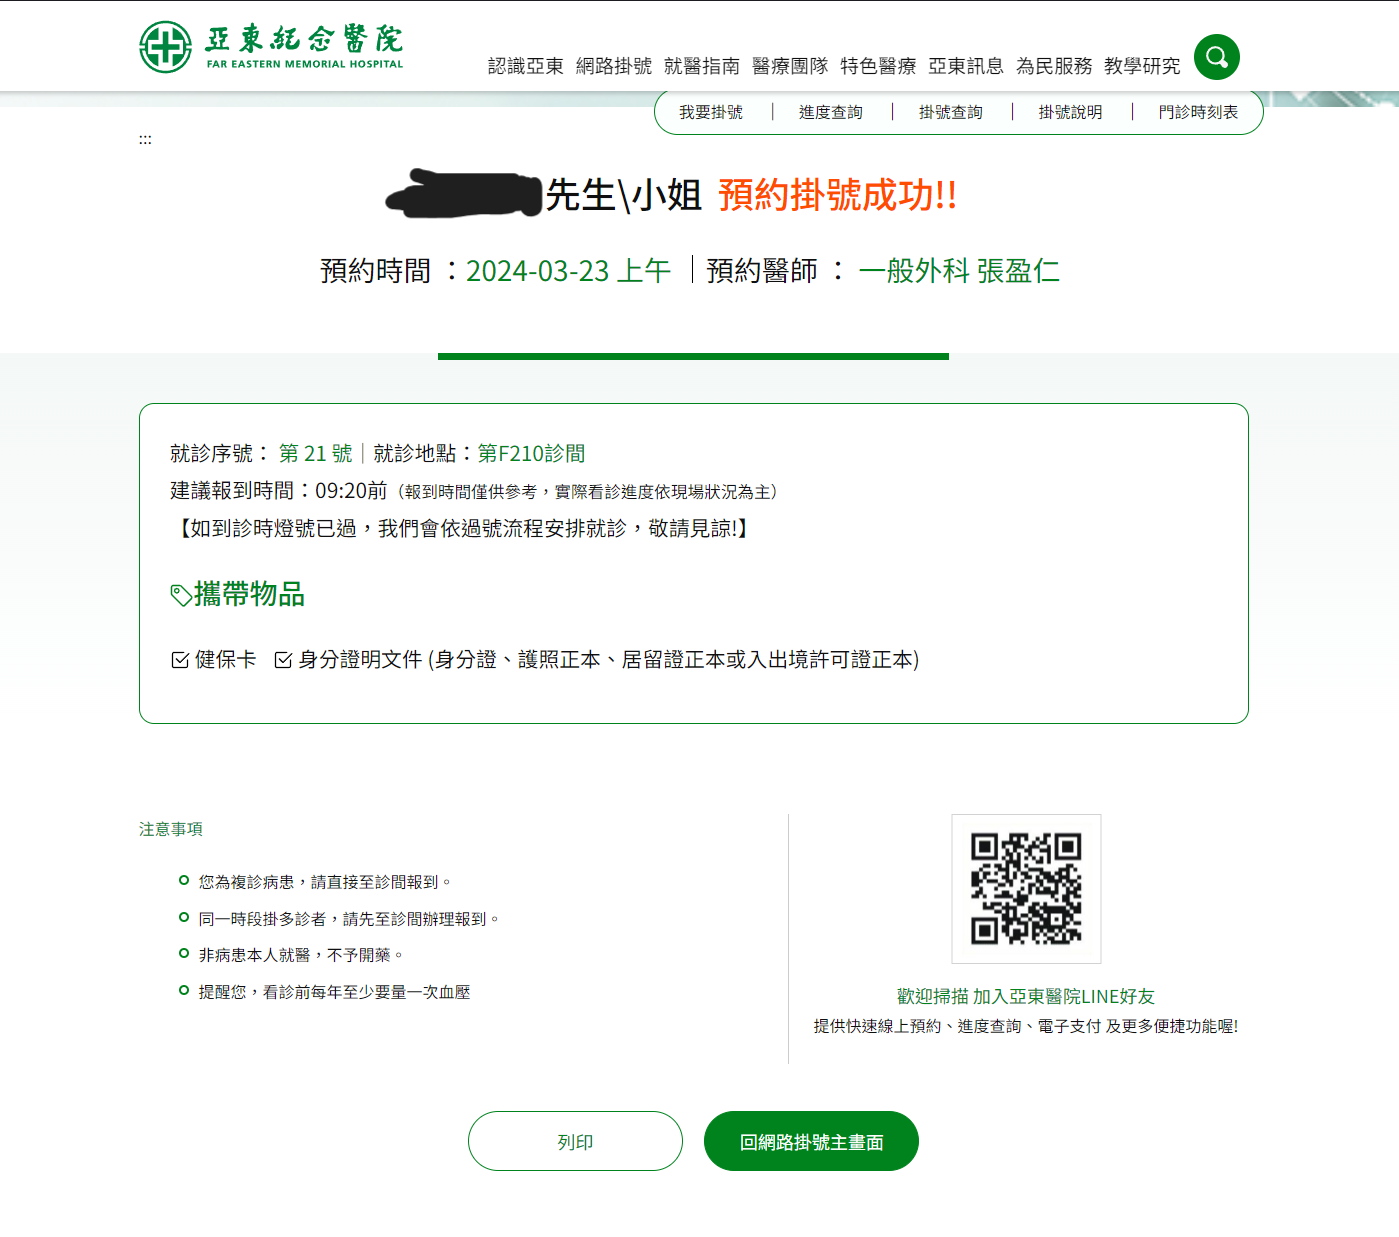 亞東紀念醫院
FAR EASTERN MEMORIAL HOSPITAL
認識亞東 網路掛號 就醫指南 醫療團隊 特色醫療 亞東訊息 為民服務 教學研究
我要掛號 | 進度查詢 | 掛號查詢 | 掛號說明 | 門診時刻表
:::
先生\小姐 預約掛號成功!!
預約時間 ：2024-03-23 上午 | 預約醫師 ： 一般外科 張盈仁
就診序號： 第 21 號｜就診地點：第F210診間
建議報到時間：09:20前（報到時間僅供參考，實際看診進度依現場狀況為主）
【如到診時燈號已過，我們會依過號流程安排就診，敬請見諒!】
攜帶物品
健保卡 身分證明文件 (身分證、護照正本、居留證正本或入出境許可證正本)
注意事項
您為複診病患，請直接至診間報到。
同一時段掛多診者，請先至診間辦理報到。
非病患本人就醫，不予開藥。
提醒您，看診前每年至少要量一次血壓
歡迎掃描 加入亞東醫院LINE好友
提供快速線上預約、進度查詢、電子支付 及更多便捷功能喔!
列印
回網路掛號主畫面